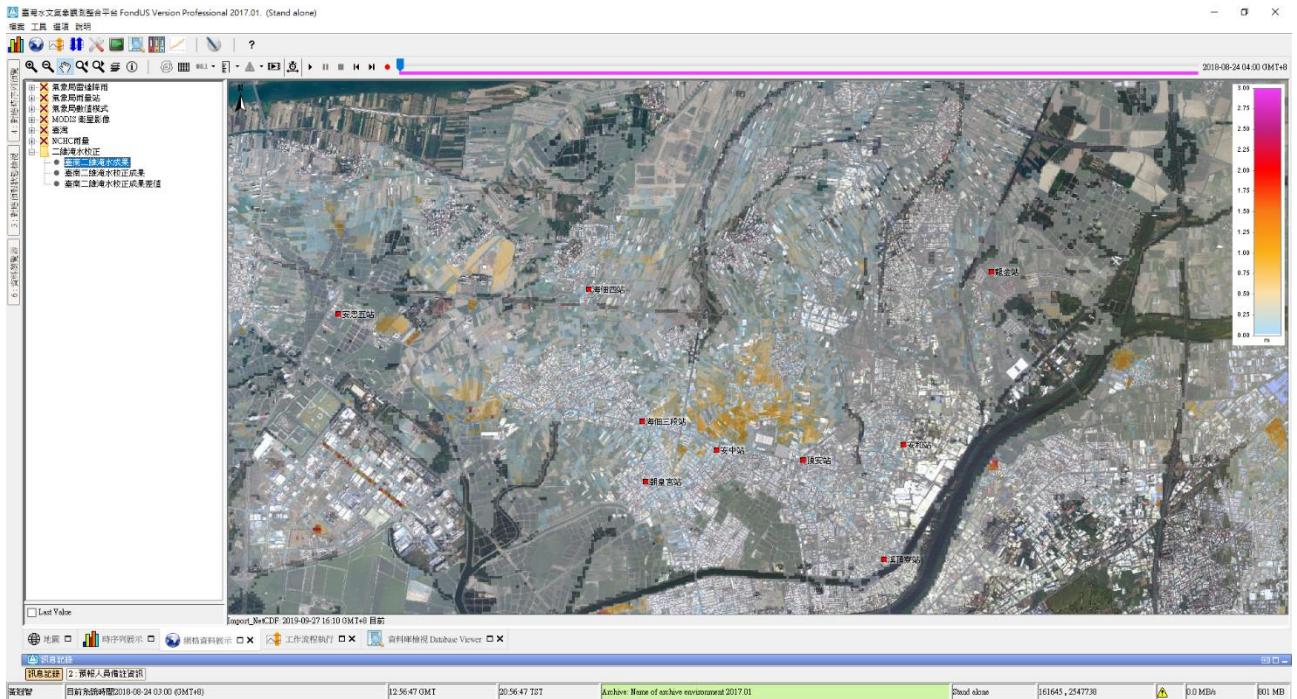 臺灣水文氣象觀測整合平台 FondUS Version Professional 2017.01. (Stand alone)
檔案 工具 選項 說明
?
2018-08-24 04:00 GMT+8
氣象局雷達降雨
氣象局雨量站
氣象局數值模式
MODIS 衛星影像
臺灣
NCHC雨量
二維淹水校正
臺南二維淹水成果
臺南二維淹水校正成果
臺南二維淹水校正成果差值
Last Value
N
3.00
2.75
2.50
2.25
2.00
1.75
1.50
1.25
1.00
0.75
0.50
0.25
0.00
m
龍金站
海佃四站
安忠五站
海佃三段站
安和站
安中站
頂安站
朝皇宮站
溪頂寮站
Import_NetCDF: 2019-09-27 16:10 GMT+8 目前
地圖 時序列展示 網格資料展示 工作流程執行 資料庫檢視 Database Viewer
訊息記錄
訊息記錄 2 : 預報人員備註資訊
目前系統時間2018-08-24 03:00 (GMT+8) 12:56:47 GMT 20:56:47 TST Archive: Name of archive environment 2017.01 Stand alone 161645 , 2547738 0.0 MB/s 801 MB